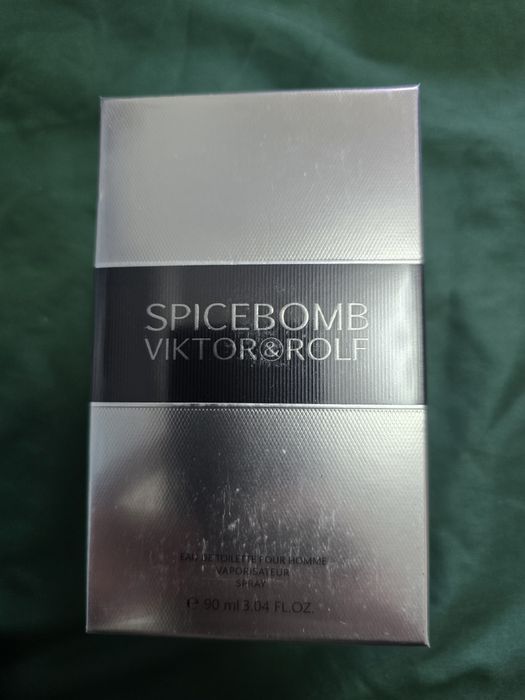 SPICEBOMB
VIKTOR&ROLF
EAU DE TOILETTE POUR HOMME
VAPORISATEUR
SPRAY
℮ 90 ml 3.04 FL.OZ.